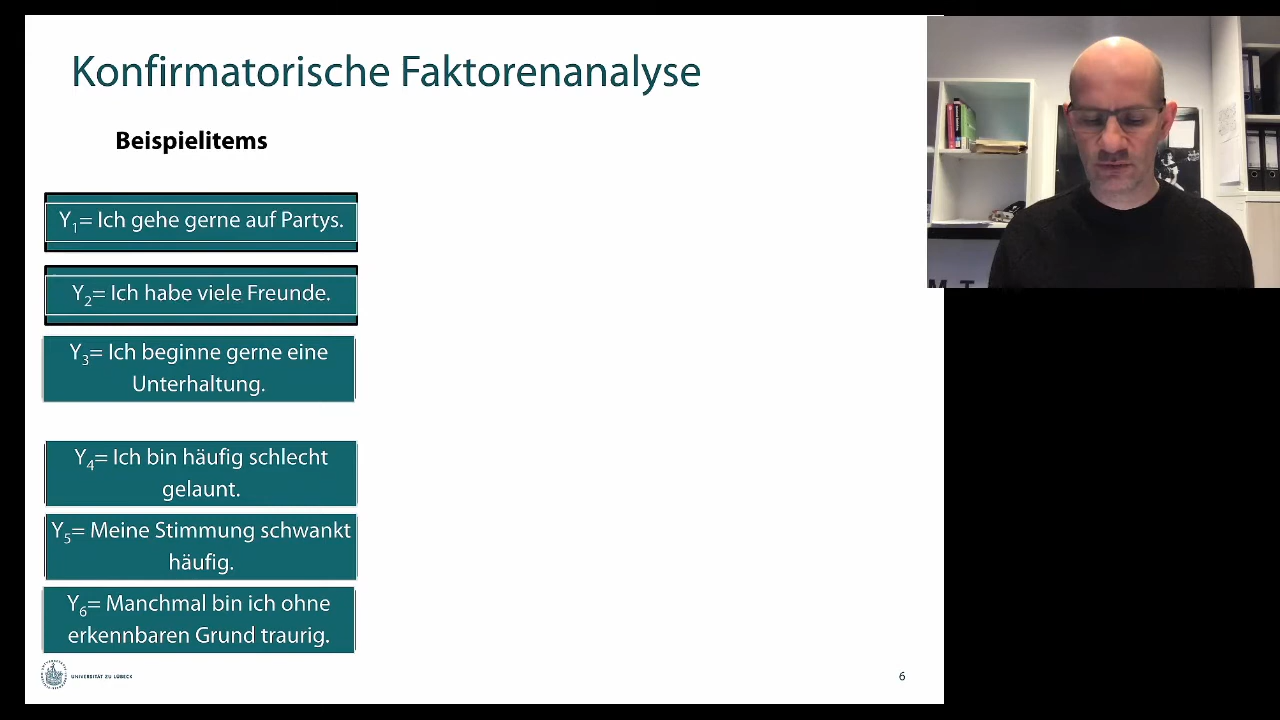 Konfirmatorische Faktorenanalyse
Beispielitems
Y1= Ich gehe gerne auf Partys.
Y2= Ich habe viele Freunde.
Y3= Ich beginne gerne eine
Unterhaltung.
Y4= Ich bin häufig schlecht
gelaunt.
Y5= Meine Stimmung schwankt
häufig.
Y6= Manchmal bin ich ohne
erkennbaren Grund traurig.
UNIVERSITÄT ZU LÜBECK
6
M T